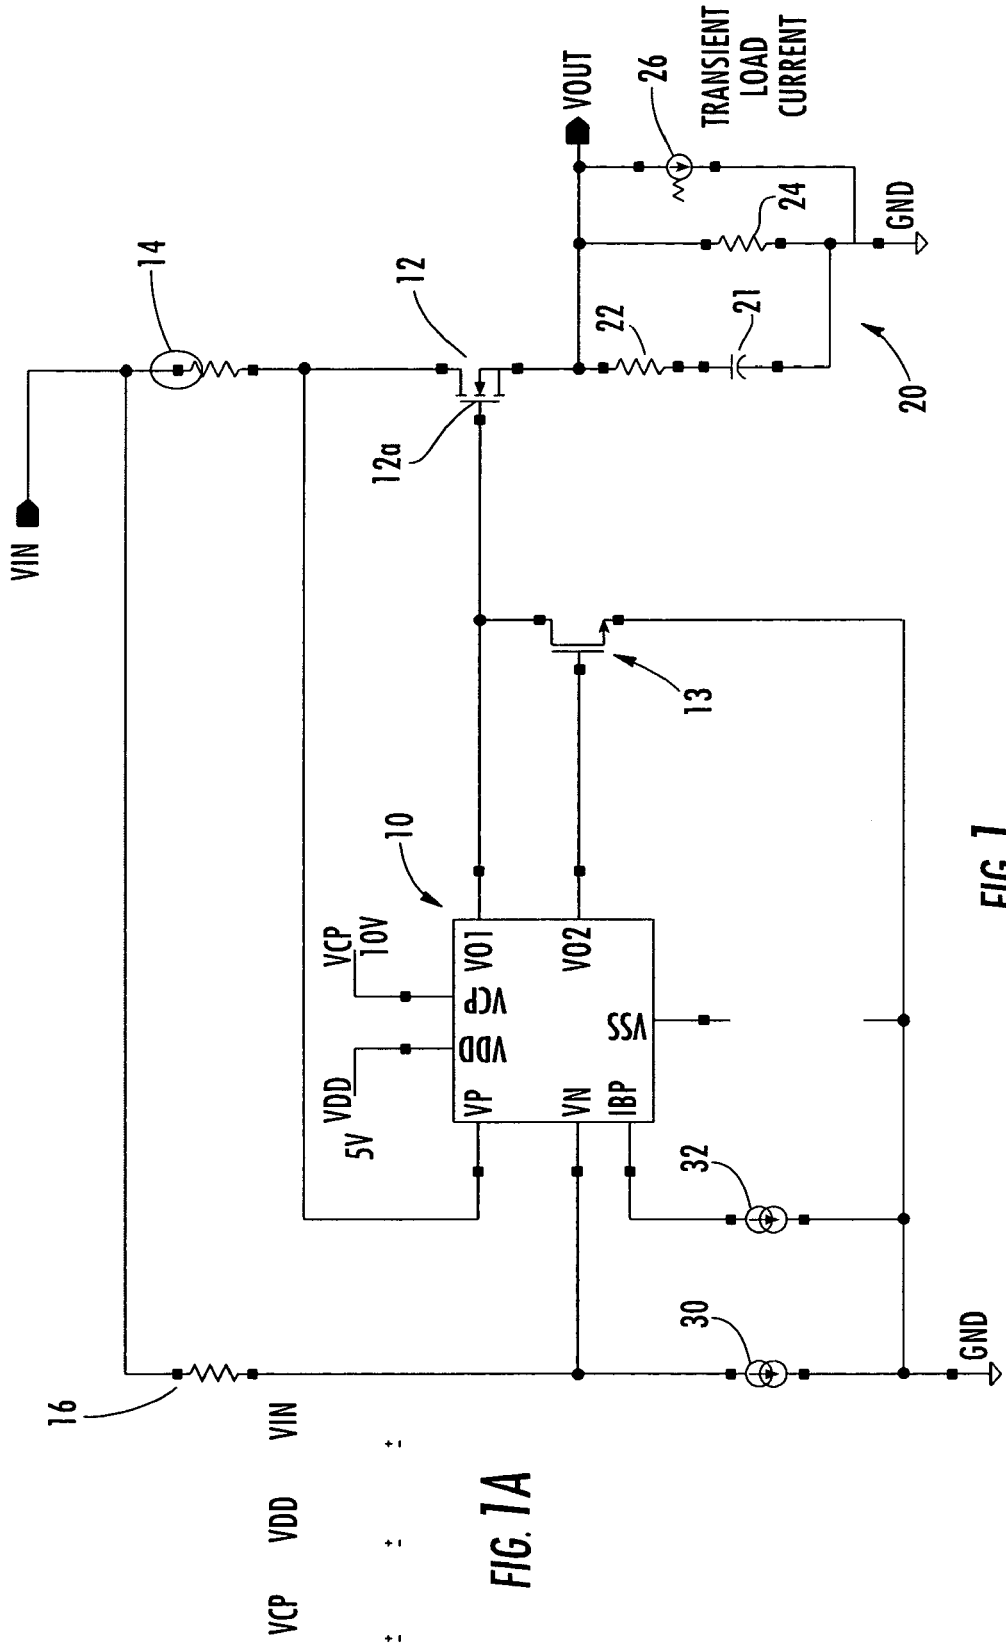 VIN
14
12
12a
VOUT
26
TRANSIENT
LOAD
CURRENT
24
22
21
GND
20
13
10
VCP
10V
VDD
5V
VCP
VDD
VO1
VO2
VP
VN
IBP
VSS
16
30
32
GND
FIG. 1
VCP VDD VIN
+ + +
- - -
FIG. 1A